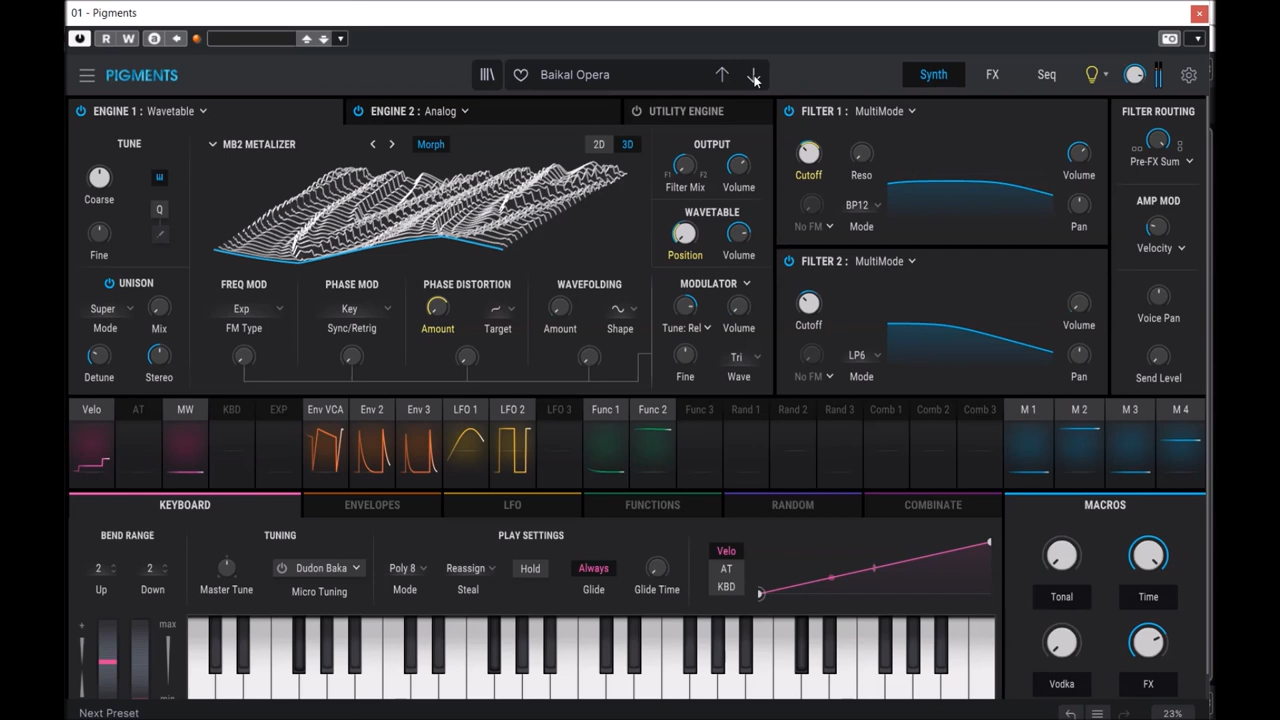 01 - Pigments
R W a
PIGMENTS
Baikal Opera
Synth FX Seq
ENGINE 1: Wavetable
ENGINE 2: Analog
UTILITY ENGINE
FILTER 1: MultiMode
FILTER ROUTING
TUNE
MB2 METALIZER
Morph
2D 3D
OUTPUT
F1 F2
Filter Mix Volume
Coarse
Q
Fine
WAVETABLE
Position Volume
Cutoff Reso
BP12
No FM Mode
Volume
Pan
Pre-FX Sum
AMP MOD
Velocity
UNISON
Super
Mode Mix
Detune Stereo
FREQ MOD
Exp
FM Type
PHASE MOD
Key
Sync/Retrig
PHASE DISTORTION
Amount Target
WAVEFOLDING
Amount Shape
MODULATOR
Tune: Rel Volume
Tri
Fine Wave
FILTER 2: MultiMode
Cutoff
LP6
No FM Mode
Volume
Pan
Voice Pan
Send Level
Velo AT MW KBD EXP Env VCA Env 2 Env 3 LFO 1 LFO 2 LFO 3 Func 1 Func 2 Func 3 Rand 1 Rand 2 Rand 3 Comb 1 Comb 2 Comb 3 M 1 M 2 M 3 M 4
KEYBOARD ENVELOPES LFO FUNCTIONS RANDOM COMBINATE MACROS
BEND RANGE
2 2
Up Down
TUNING
Dudon Baka
Master Tune Micro Tuning
PLAY SETTINGS
Poly 8 Reassign Hold Always
Mode Steal Glide Glide Time
Velo
AT
KBD
Tonal Time
Vodka FX
+ max
min
Next Preset
23%